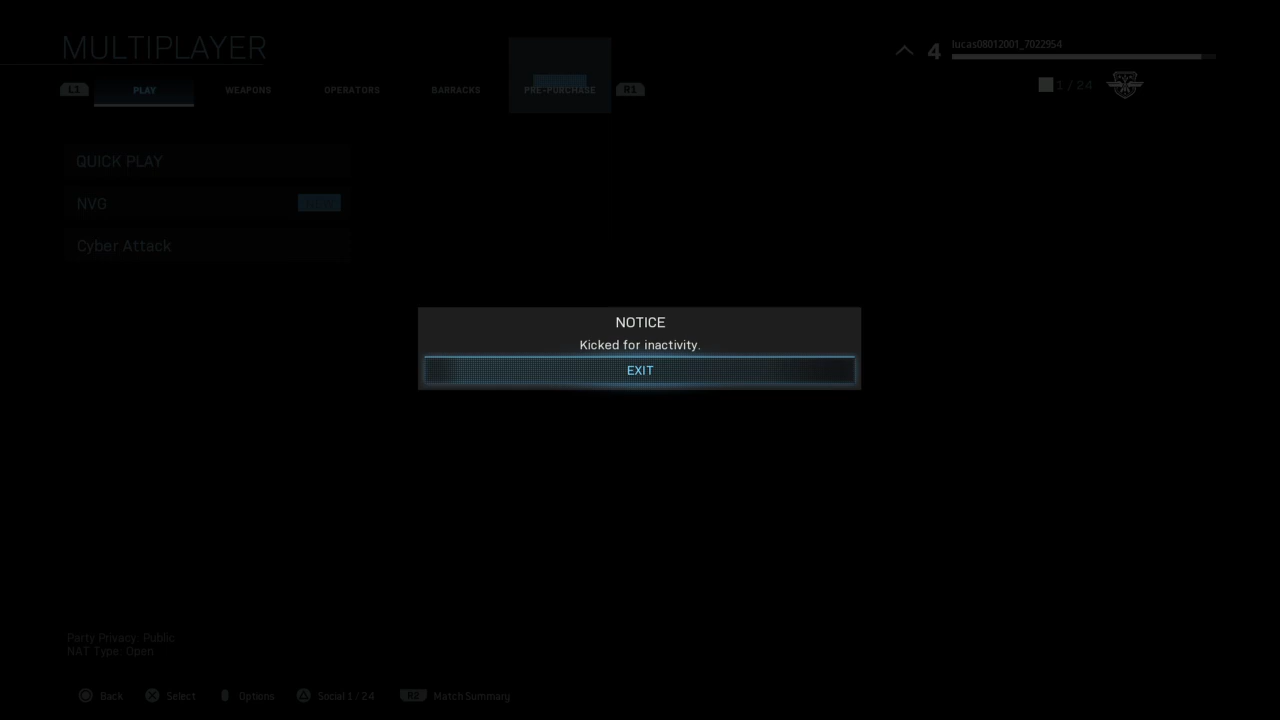 MULTIPLAYER
4
lucas08012001_7022954
1 / 24
L1
PLAY
WEAPONS
OPERATORS
BARRACKS
PRE-PURCHASE
R1
QUICK PLAY
NVG
NEW
Cyber Attack
NOTICE
Kicked for inactivity.
EXIT
Party Privacy: Public
NAT Type: Open
Back
Select
Options
Social 1 / 24
R2
Match Summary